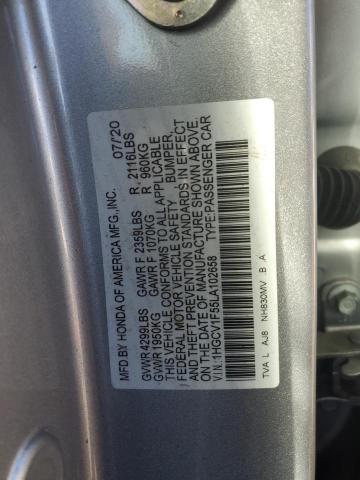 MFD BY HONDA OF AMERICA MFG., INC. 07/20
GVWR 4299LBS GAWR F 2359LBS R 2116LBS
GVWR 1950KG GAWR F 1070KG R 960KG
THIS VEHICLE CONFORMS TO ALL APPLICABLE
FEDERAL MOTOR VEHICLE SAFETY BUMPER,
AND THEFT PREVENTION STANDARDS IN EFFECT
ON THE DATE OF MANUFACTURE SHOWN ABOVE.
V.I.N.:1HGCV1F55LA102658 TYPE:PASSENGER CAR
TVA L AJ8 NH830MV B A